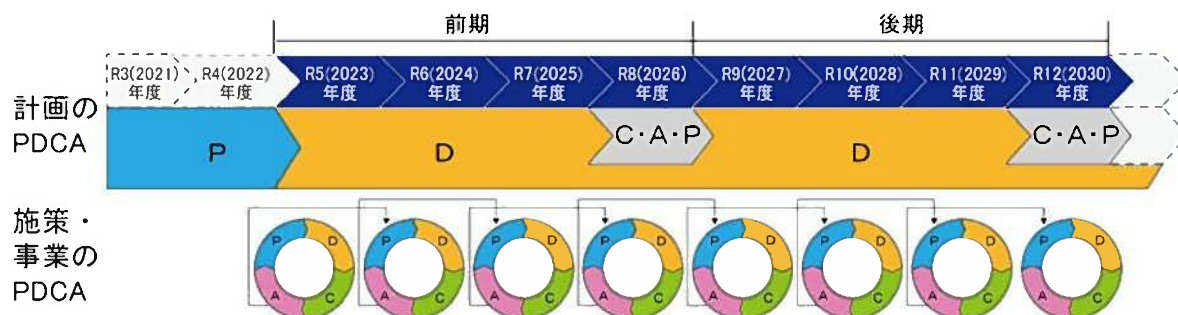 前期
後期
R3(2021)
年度
R4(2022)
年度
R5(2023)
年度
R6(2024)
年度
R7(2025)
年度
R8(2026)
年度
R9(2027)
年度
R10(2028)
年度
R11(2029)
年度
R12(2030)
年度
計画の
PDCA
P
D
C・A・P
D
C・A・P
施策・
事業の
PDCA
P D
A C
P D
A C
P D
A C
P D
A C
P D
A C
P D
A C
P D
A C
P D
A C